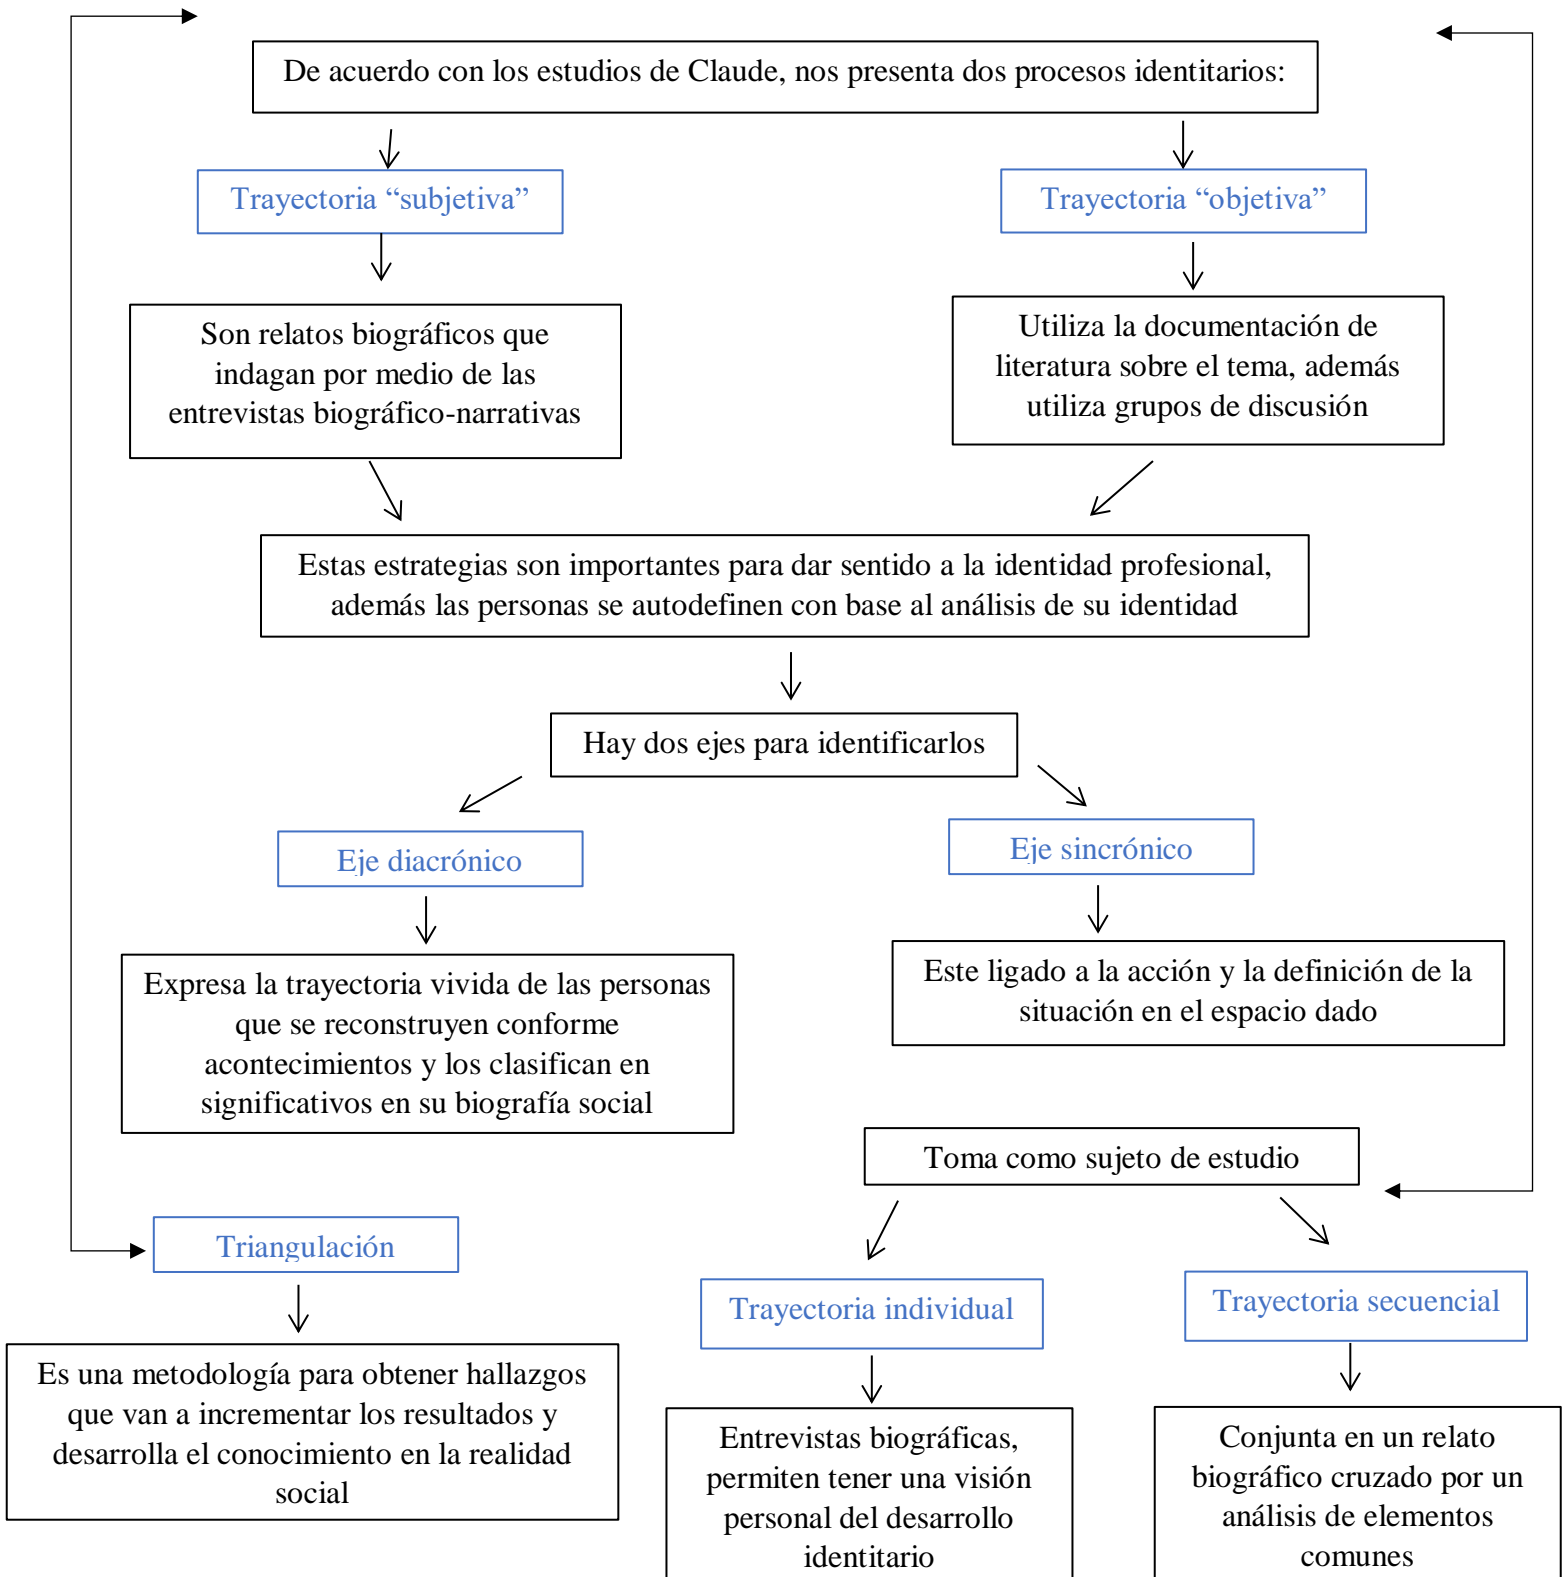 De acuerdo con los estudios de Claude, nos presenta dos procesos identitarios:
Trayectoria “subjetiva”
Trayectoria “objetiva”
Son relatos biográficos que
indagan por medio de las
entrevistas biográfico-narrativas
Utiliza la documentación de
literatura sobre el tema, además
utiliza grupos de discusión
Estas estrategias son importantes para dar sentido a la identidad profesional,
además las personas se autodefinen con base al análisis de su identidad
Hay dos ejes para identificarlos
Eje diacrónico
Eje sincrónico
Expresa la trayectoria vivida de las personas
que se reconstruyen conforme
acontecimientos y los clasifican en
significativos en su biografía social
Este ligado a la acción y la definición de la
situación en el espacio dado
Toma como sujeto de estudio
Triangulación
Trayectoria individual
Trayectoria secuencial
Es una metodología para obtener hallazgos
que van a incrementar los resultados y
desarrolla el conocimiento en la realidad
social
Entrevistas biográficas,
permiten tener una visión
personal del desarrollo
identitario
Conjunta en un relato
biográfico cruzado por un
análisis de elementos
comunes